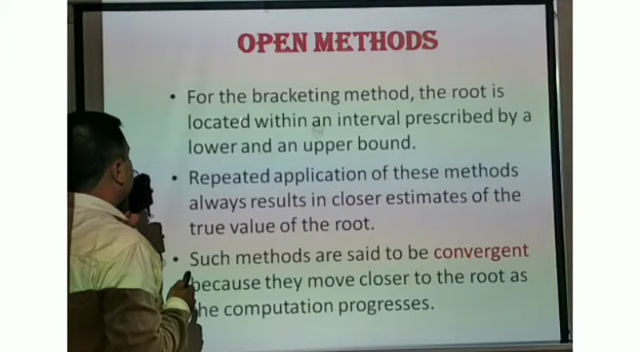 OPEN METHODS
• For the bracketing method, the root is
located within an interval prescribed by a
lower and an upper bound.
• Repeated application of these methods
always results in closer estimates of the
true value of the root.
• Such methods are said to be convergent
because they move closer to the root as
the computation progresses.